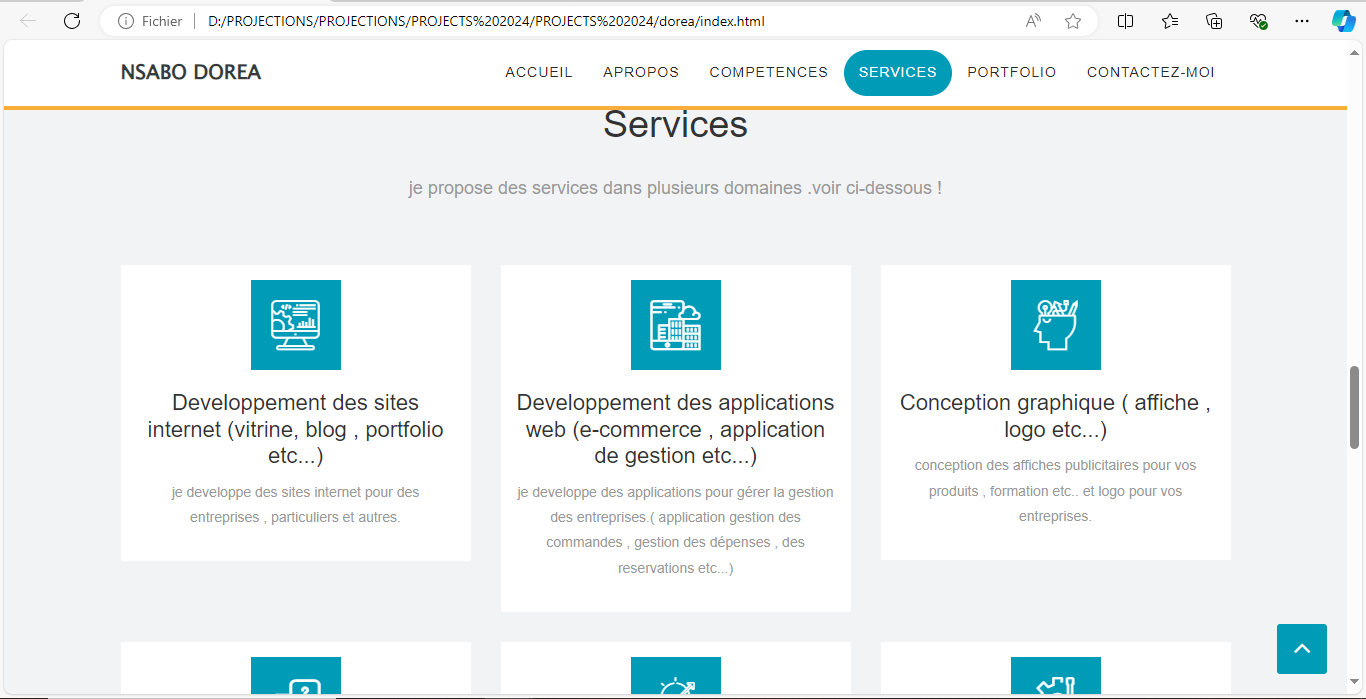 Fichier D:/PROJECTIONS/PROJECTIONS/PROJECTS%202024/PROJECTS%202024/dorea/index.html
NSABO DOREA ACCUEIL APROPOS COMPETENCES SERVICES PORTFOLIO CONTACTEZ-MOI
Services
je propose des services dans plusieurs domaines .voir ci-dessous !
Developpement des sites
internet (vitrine, blog , portfolio
etc...)
je developpe des sites internet pour des
entreprises , particuliers et autres.
Developpement des applications
web (e-commerce , application
de gestion etc...)
je developpe des applications pour gérer la gestion
des entreprises.( application gestion des
commandes , gestion des dépenses , des
reservations etc...)
Conception graphique ( affiche ,
logo etc...)
conception des affiches publicitaires pour vos
produits , formation etc.. et logo pour vos
entreprises.